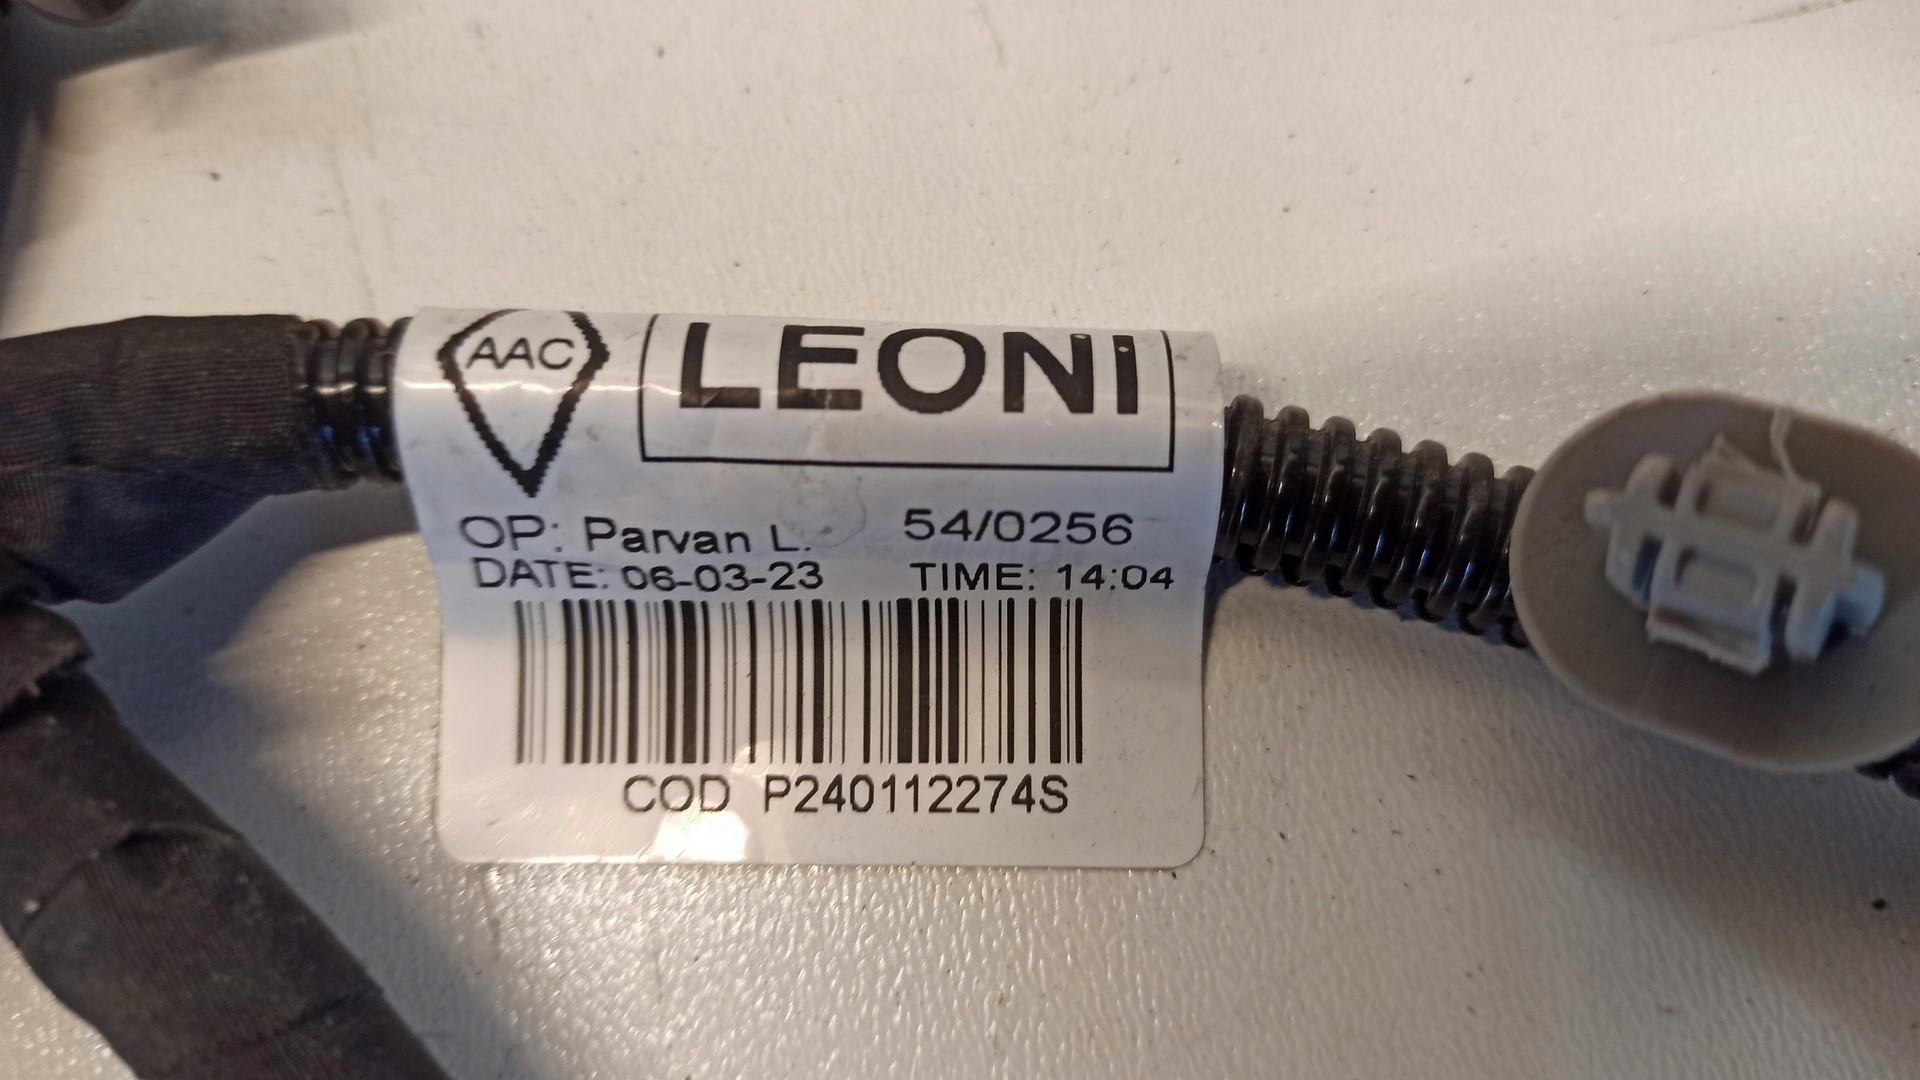 AAC
LEONI
OP: Parvan L. 54/0256
DATE: 06-03-23 TIME: 14:04
COD P240112274S